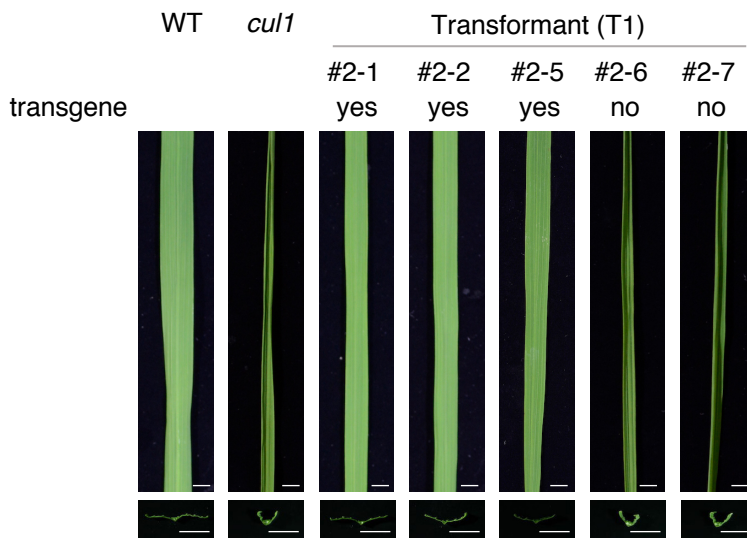 WT cul1 Transformant (T1)
#2-1 #2-2 #2-5 #2-6 #2-7
transgene yes yes yes no no